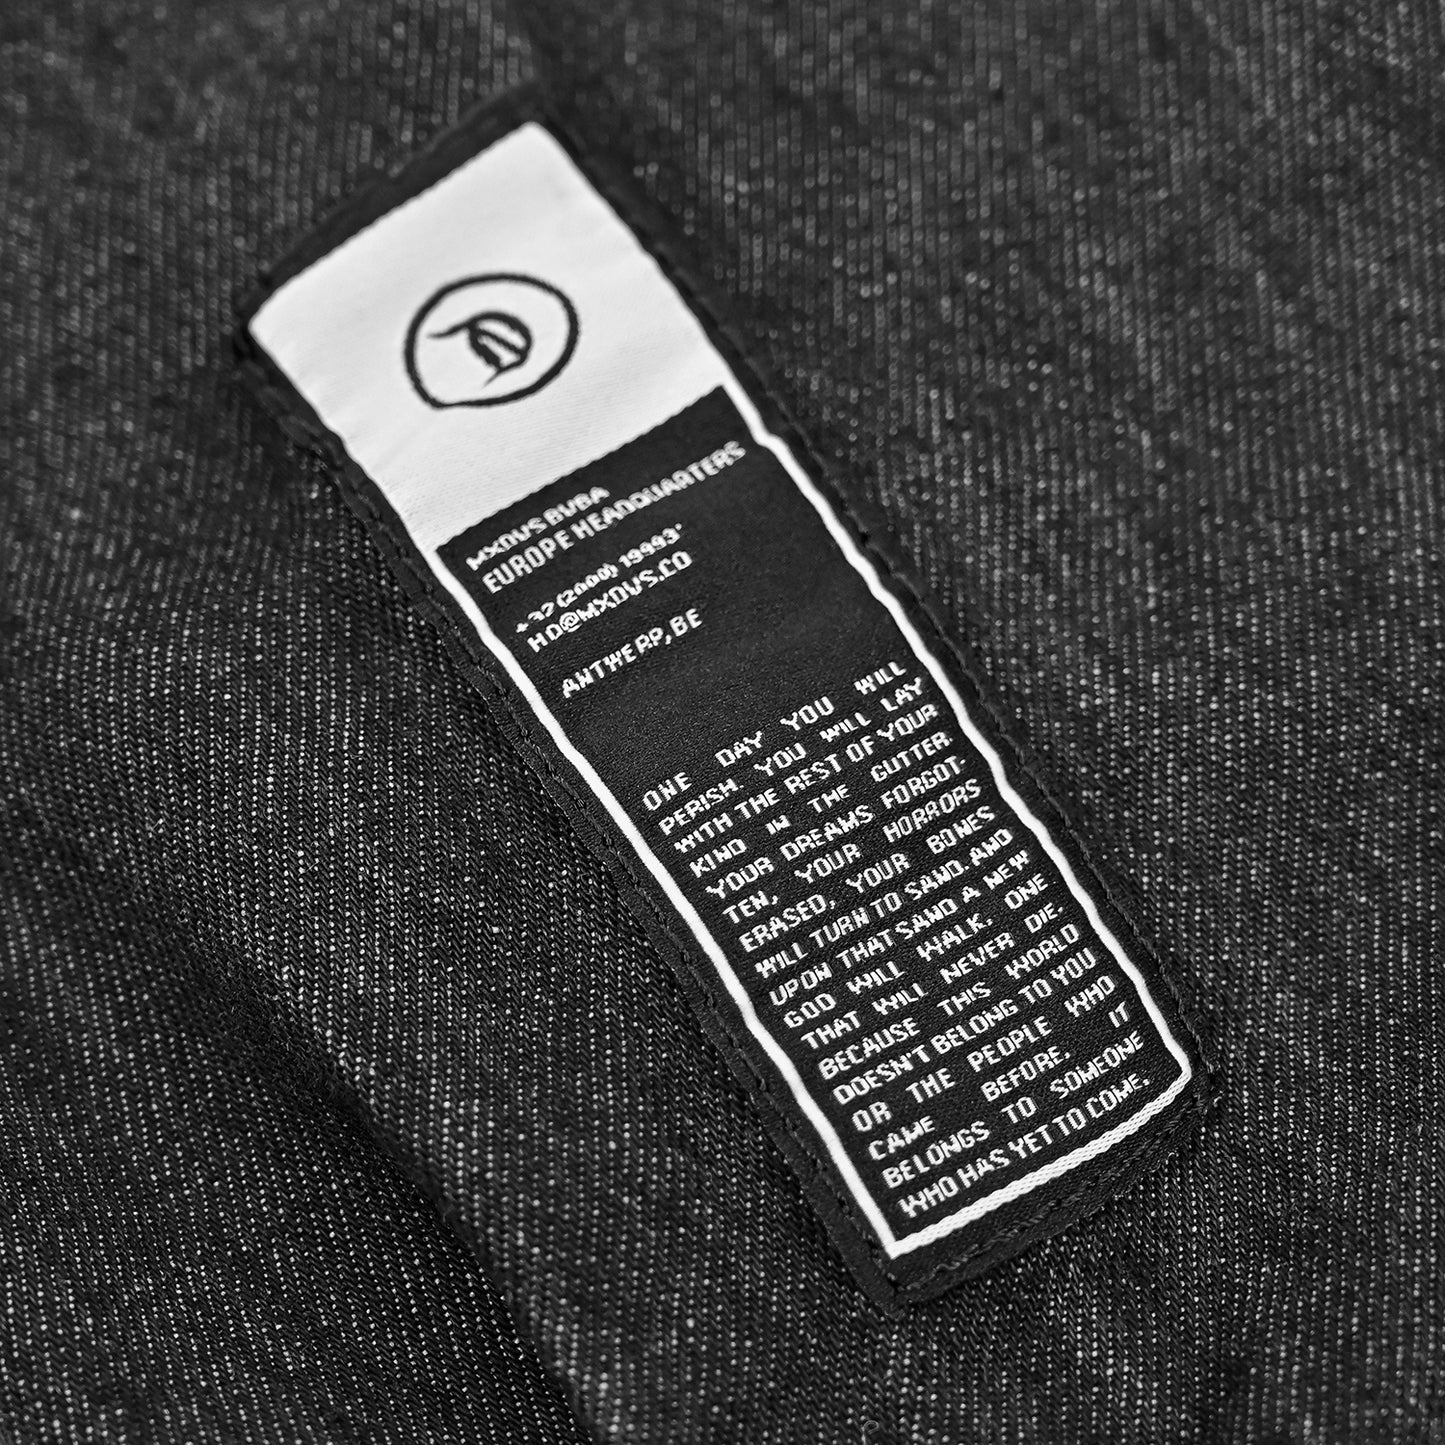 MXDVS BVBA
EUROPE HEADQUARTERS
+32 (2000) 19993'
HQ@MXDVS.CO
ANTWERP, BE
ONE DAY YOU WILL
PERISH. YOU WILL LAY
WITH THE REST OF YOUR
KIND IN THE GUTTER.
YOUR DREAMS FORGOT-
TEN, YOUR HORRORS
ERASED, YOUR BONES
WILL TURN TO SAND. AND
UPON THAT SAND A NEW
GOD WILL WALK. ONE
THAT WILL NEVER DIE.
BECAUSE THIS WORLD
DOESN'T BELONG TO YOU
OR THE PEOPLE WHO
CAME BEFORE. IT
BELONGS TO SOMEONE
WHO HAS YET TO COME.